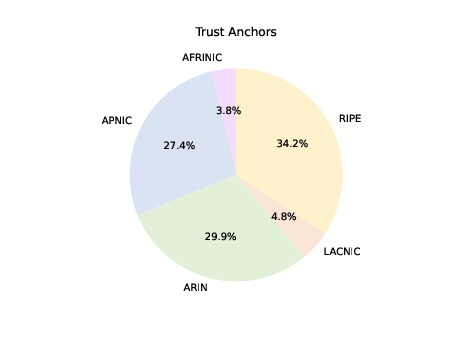 Trust Anchors
AFRINIC
3.8%
RIPE
34.2%
APNIC
27.4%
4.8%
LACNIC
29.9%
ARIN